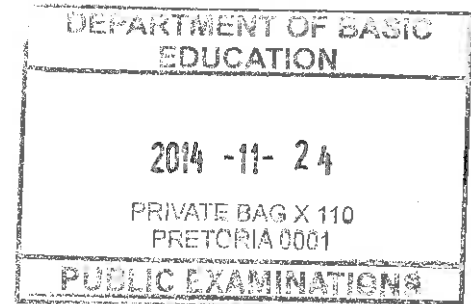 DEPARTMENT OF BASIC
EDUCATION
2014 -11- 24
PRIVATE BAG X 110
PRETORIA 0001
PUBLIC EXAMINATIONS